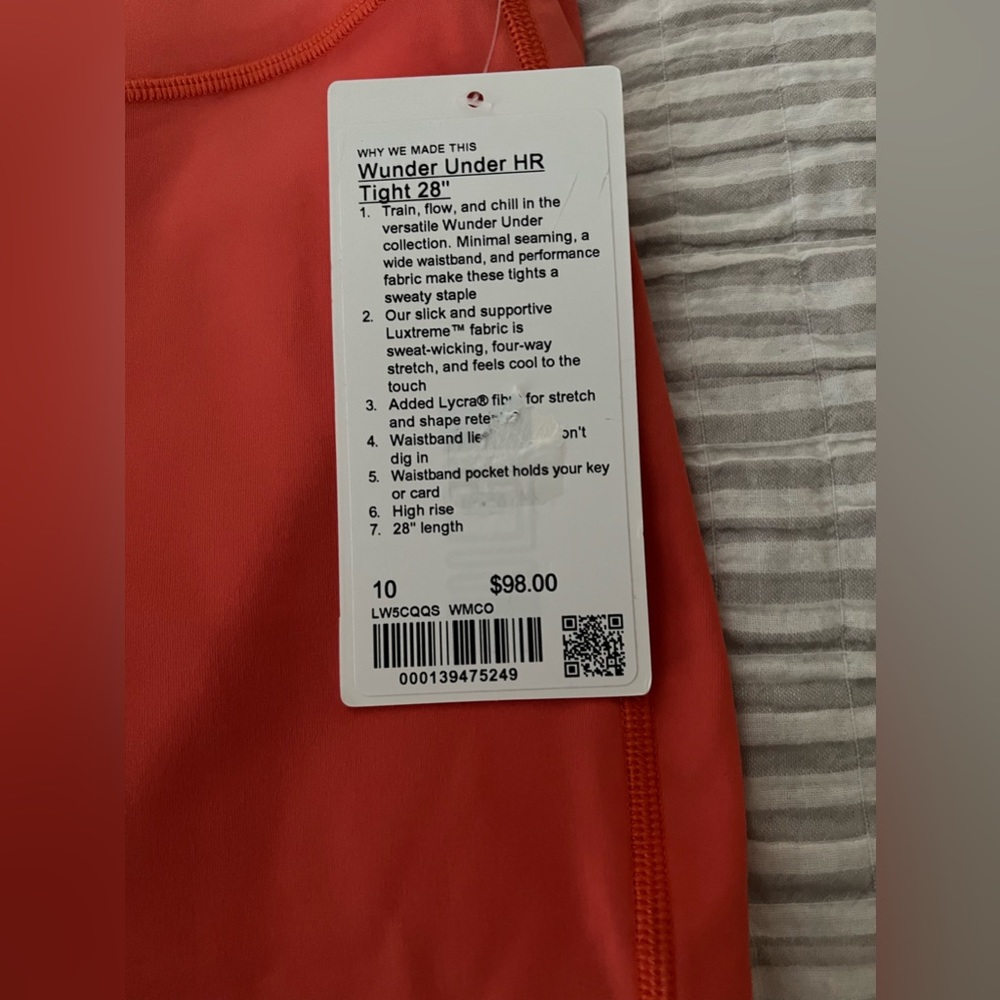 WHY WE MADE THIS
Wunder Under HR
Tight 28"
1. Train, flow, and chill in the
versatile Wunder Under
collection. Minimal seaming, a
wide waistband, and performance
fabric make these tights a
sweaty staple
2. Our slick and supportive
Luxtreme™ fabric is
sweat-wicking, four-way
stretch, and feels cool to the
touch
3. Added Lycra® for stretch
and shape
4. Waistband
dig in
5. Waistband pocket holds your key
or card
6. High rise
7. 28" length
10 $98.00
LW5CQQS WMCO
000139475249